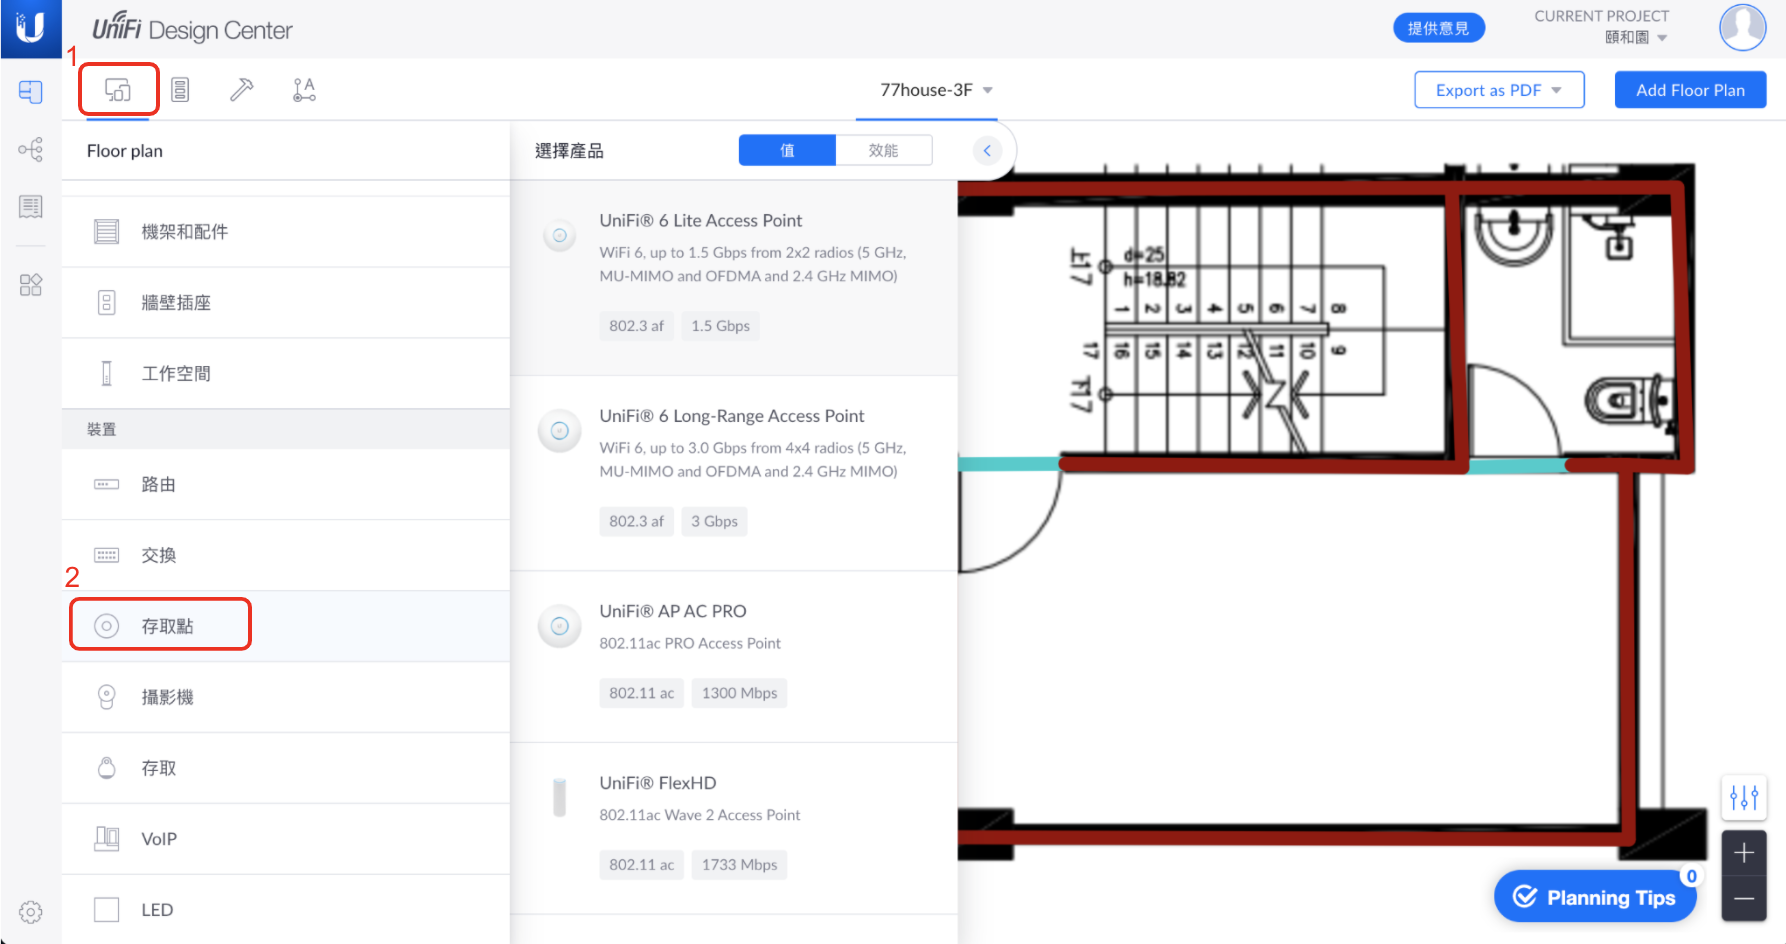 UniFi Design Center
提供意見
CURRENT PROJECT
頤和園
1
77house-3F
Export as PDF
Add Floor Plan
Floor plan
機架和配件
牆壁插座
工作空間
裝置
路由
交換
2
存取點
攝影機
存取
VoIP
LED
選擇產品
值
效能
UniFi® 6 Lite Access Point
WiFi 6, up to 1.5 Gbps from 2x2 radios (5 GHz,
MU-MIMO and OFDMA and 2.4 GHz MIMO)
802.3 af
1.5 Gbps
UniFi® 6 Long-Range Access Point
WiFi 6, up to 3.0 Gbps from 4x4 radios (5 GHz,
MU-MIMO and OFDMA and 2.4 GHz MIMO)
802.3 af
3 Gbps
UniFi® AP AC PRO
802.11ac PRO Access Point
802.11 ac
1300 Mbps
UniFi® FlexHD
802.11ac Wave 2 Access Point
802.11 ac
1733 Mbps
上17
d=25
h=18.82
1 2 3 4 5 6 7 8
17 16 15 14 13 12 11 10 9
下17
0
Planning Tips